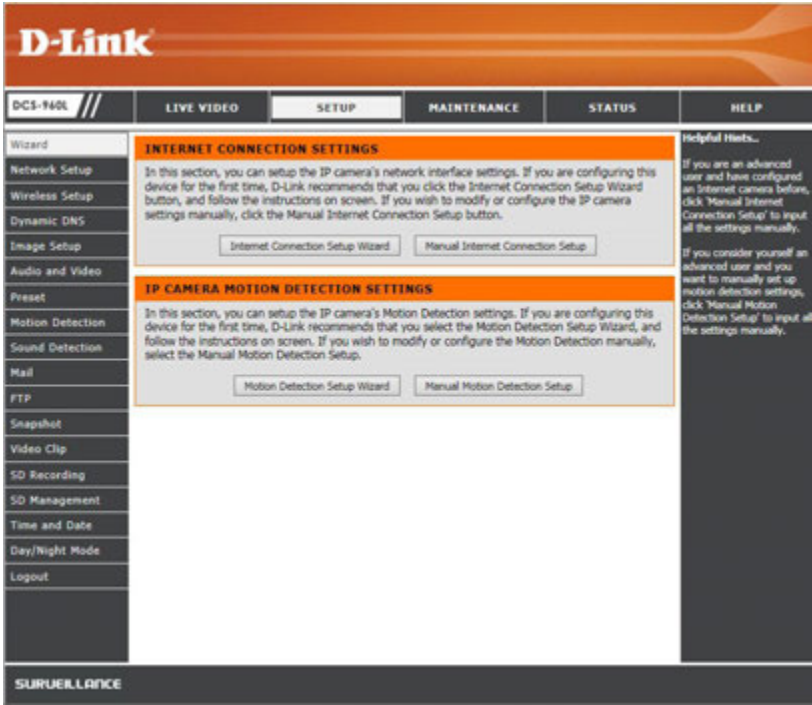 D-Link
DCS-960L
LIVE VIDEO
SETUP
MAINTENANCE
STATUS
HELP
Wizard
Network Setup
Wireless Setup
Dynamic DNS
Image Setup
Audio and Video
Preset
Motion Detection
Sound Detection
Mail
FTP
Snapshot
Video Clip
SD Recording
SD Management
Time and Date
Day/Night Mode
Logout
INTERNET CONNECTION SETTINGS
In this section, you can setup the IP camera's network interface settings. If you are configuring this
device for the first time, D-Link recommends that you click the Internet Connection Setup Wizard
button, and follow the instructions on screen. If you wish to modify or configure the IP camera
settings manually, click the Manual Internet Connection Setup button.
Internet Connection Setup Wizard
Manual Internet Connection Setup
IP CAMERA MOTION DETECTION SETTINGS
In this section, you can setup the IP camera's Motion Detection settings. If you are configuring this
device for the first time, D-Link recommends that you select the Motion Detection Setup Wizard, and
follow the instructions on screen. If you wish to modify or configure the Motion Detection manually,
select the Manual Motion Detection Setup.
Motion Detection Setup Wizard
Manual Motion Detection Setup
Helpful Hints..
If you are an advanced
user and have configured
an Internet camera before,
click 'Manual Internet
Connection Setup' to input
all the settings manually.
If you consider yourself an
advanced user and you
want to manually set up
motion detection settings,
click 'Manual Motion
Detection Setup' to input all
the settings manually.
SURVEILLANCE